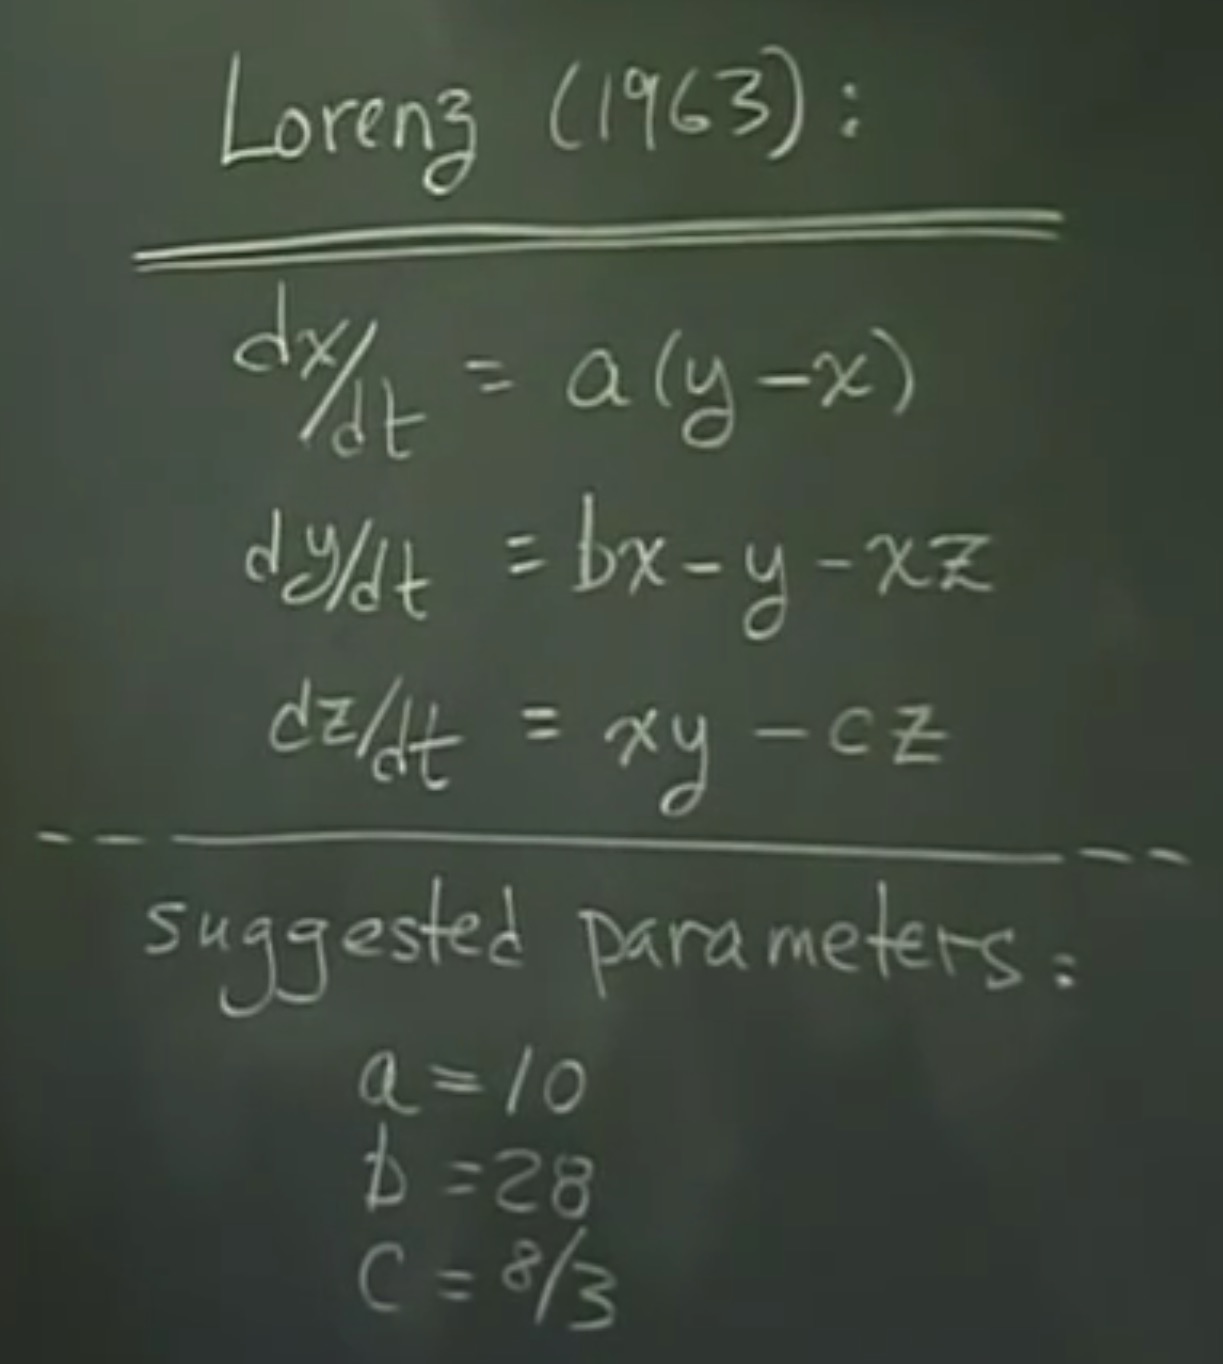 Lorenz (1963):
dx/dt = a(y-x)
dy/dt = bx-y-xz
dz/dt = xy-cz
suggested parameters:
a=10
b=28
C=8/3